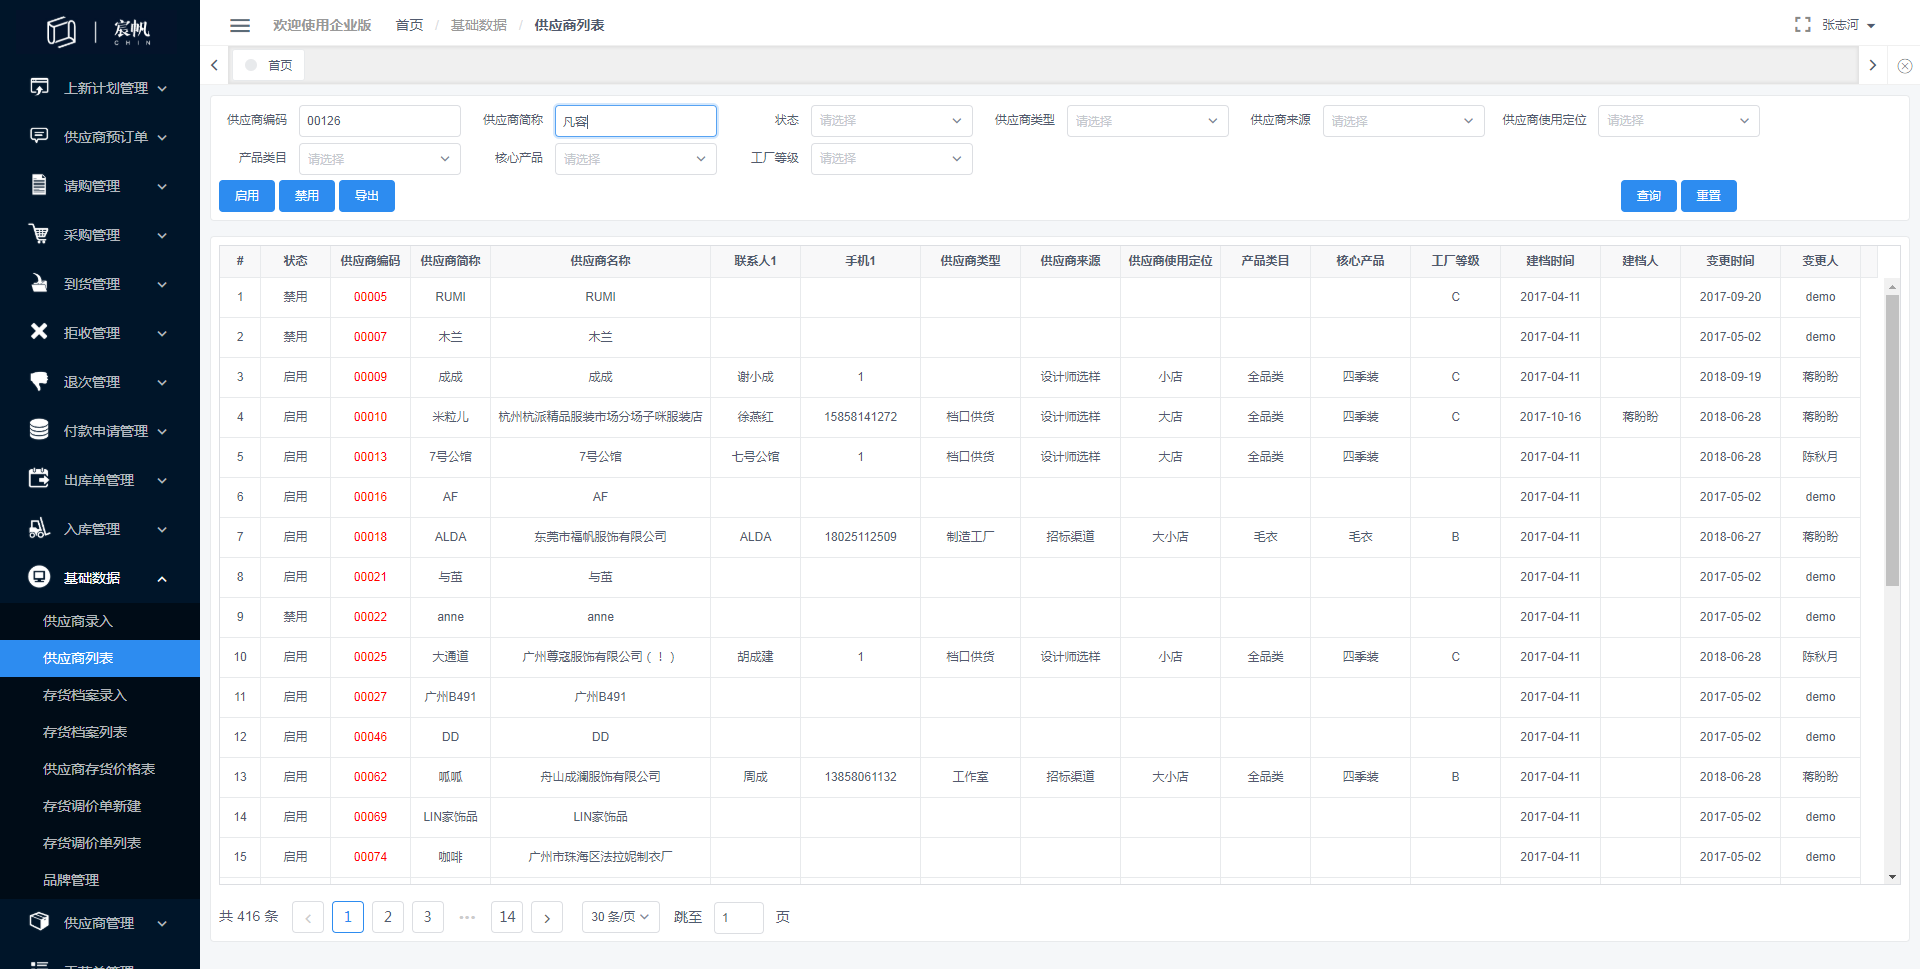 宸帆
CHIN
欢迎使用企业版 首页 / 基础数据 / 供应商列表
张志河
首页
上新计划管理
供应商预订单
请购管理
采购管理
到货管理
拒收管理
退次管理
付款申请管理
出库单管理
入库管理
基础数据
供应商录入
供应商列表
存货档案录入
存货档案列表
供应商存货价格表
存货调价单新建
存货调价单列表
品牌管理
供应商管理
供应商编码 00126 供应商简称 凡容 状态 请选择 供应商类型 请选择 供应商来源 请选择 供应商使用定位 请选择
产品类目 请选择 核心产品 请选择 工厂等级 请选择
启用 禁用 导出 查询 重置
# 状态 供应商编码 供应商简称 供应商名称 联系人1 手机1 供应商类型 供应商来源 供应商使用定位 产品类目 核心产品 工厂等级 建档时间 建档人 变更时间 变更人
1 禁用 00005 RUMI RUMI C 2017-04-11 2017-09-20 demo
2 禁用 00007 木兰 木兰 2017-04-11 2017-05-02 demo
3 启用 00009 成成 成成 谢小成 1 设计师选样 小店 全品类 四季装 C 2017-04-11 2018-09-19 蒋盼盼
4 启用 00010 米粒儿 杭州杭派精品服装市场分场子咪服装店 徐燕红 15858141272 档口供货 设计师选样 大店 全品类 四季装 C 2017-10-16 蒋盼盼 2018-06-28 蒋盼盼
5 启用 00013 7号公馆 7号公馆 七号公馆 1 档口供货 设计师选样 大店 全品类 四季装 2017-04-11 2018-06-28 陈秋月
6 启用 00016 AF AF 2017-04-11 2017-05-02 demo
7 启用 00018 ALDA 东莞市福帆服饰有限公司 ALDA 18025112509 制造工厂 招标渠道 大小店 毛衣 毛衣 B 2017-04-11 2018-06-27 蒋盼盼
8 启用 00021 与茧 与茧 2017-04-11 2017-05-02 demo
9 禁用 00022 anne anne 2017-04-11 2017-05-02 demo
10 启用 00025 大通道 广州尊寇服饰有限公司（！） 胡成建 1 档口供货 设计师选样 小店 全品类 四季装 C 2017-04-11 2018-06-28 陈秋月
11 启用 00027 广州B491 广州B491 2017-04-11 2017-05-02 demo
12 启用 00046 DD DD 2017-04-11 2017-05-02 demo
13 启用 00062 呱呱 舟山成澜服饰有限公司 周成 13858061132 工作室 招标渠道 大小店 全品类 四季装 B 2017-04-11 2018-06-28 蒋盼盼
14 启用 00069 LIN家饰品 LIN家饰品 2017-04-11 2017-05-02 demo
15 启用 00074 咖啡 广州市珠海区法拉妮制衣厂 2017-04-11 2017-05-02 demo
共 416 条 1 2 3 ••• 14 30 条/页 跳至 1 页